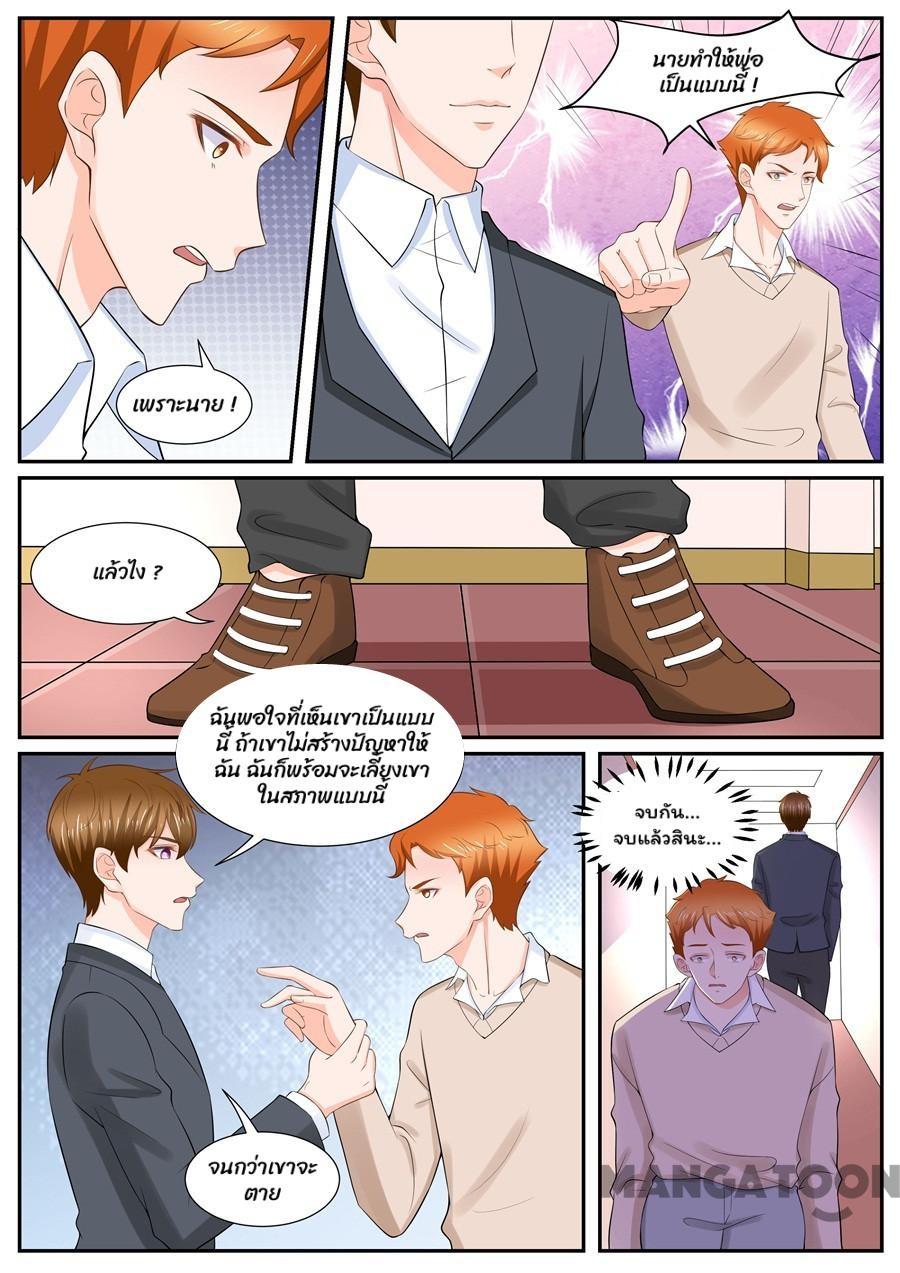 เพราะนาย !
นายทำให้พ่อ
เป็นแบบนี้ !
แล้วไง ?
ฉันพอใจที่เห็นเขาเป็นแบบ
นี้ ถ้าเขาไม่สร้างปัญหาให้
ฉัน ฉันก็พร้อมจะเลี้ยงเขา
ในสภาพแบบนี้
จนกว่าเขาจะ
ตาย
จบกัน...
จบแล้วสินะ...
MANGATOON